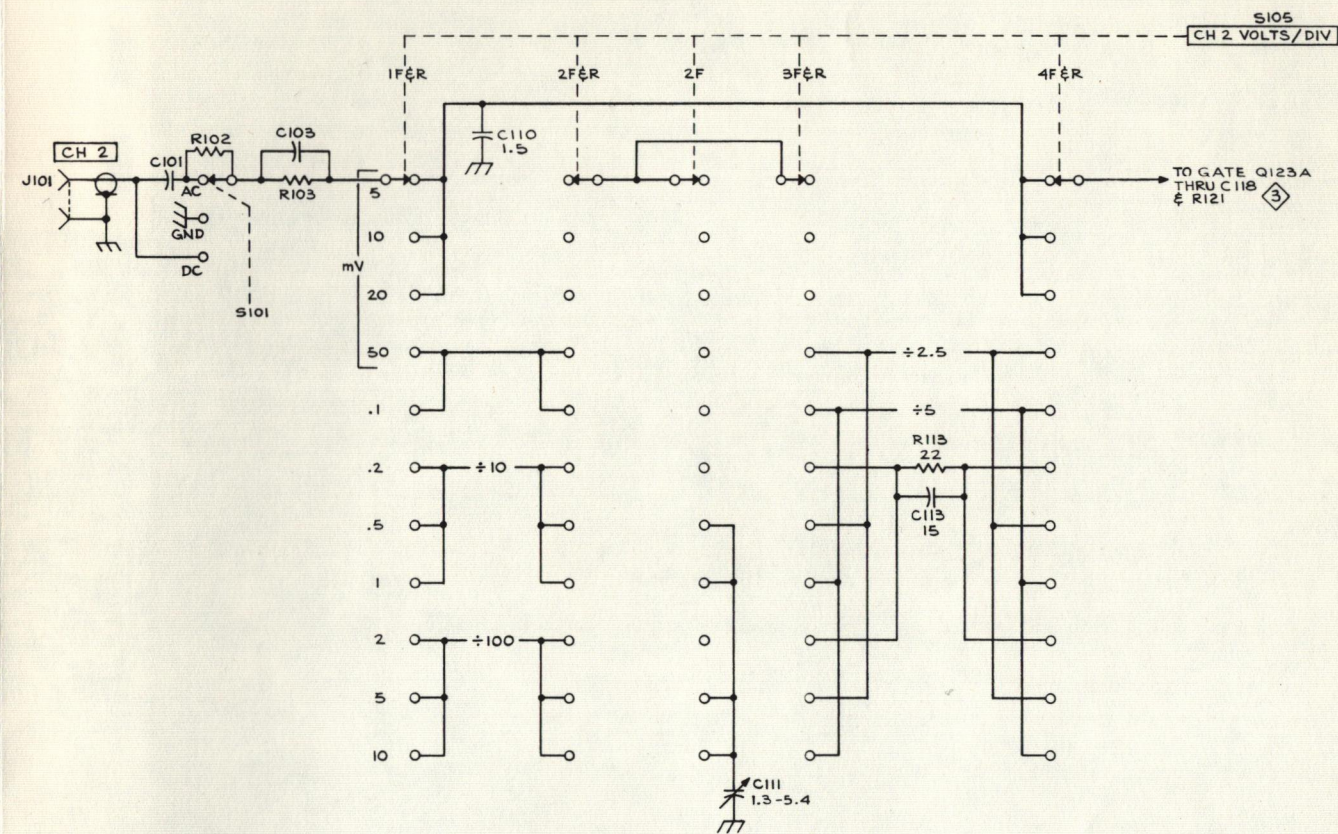 S105
CH 2 VOLTS/DIV
1F&R
2F&R
2F
3F&R
4F&R
C110
1.5
CH 2
R102
C103
C101
J101
AC
R103
5
TO GATE Q123A
THRU C118
& R121
3
GND
10
DC
mV
20
S101
50
÷2.5
.1
÷5
R113
22
.2
÷10
C113
15
.5
1
2
÷100
5
10
C111
1.3-5.4